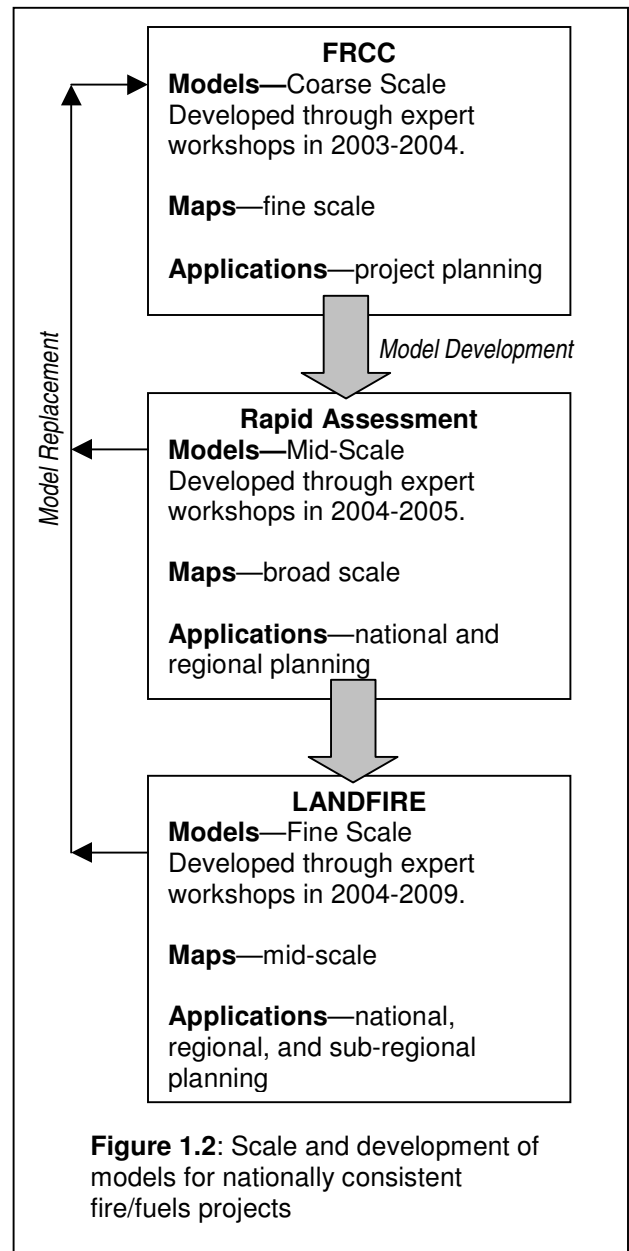 FRCC
Models—Coarse Scale
Developed through expert
workshops in 2003-2004.
Maps—fine scale
Applications—project planning
Model Development
Model Replacement
Rapid Assessment
Models—Mid-Scale
Developed through expert
workshops in 2004-2005.
Maps—broad scale
Applications—national and
regional planning
LANDFIRE
Models—Fine Scale
Developed through expert
workshops in 2004-2009.
Maps—mid-scale
Applications—national,
regional, and sub-regional
planning
Figure 1.2: Scale and development of
models for nationally consistent
fire/fuels projects